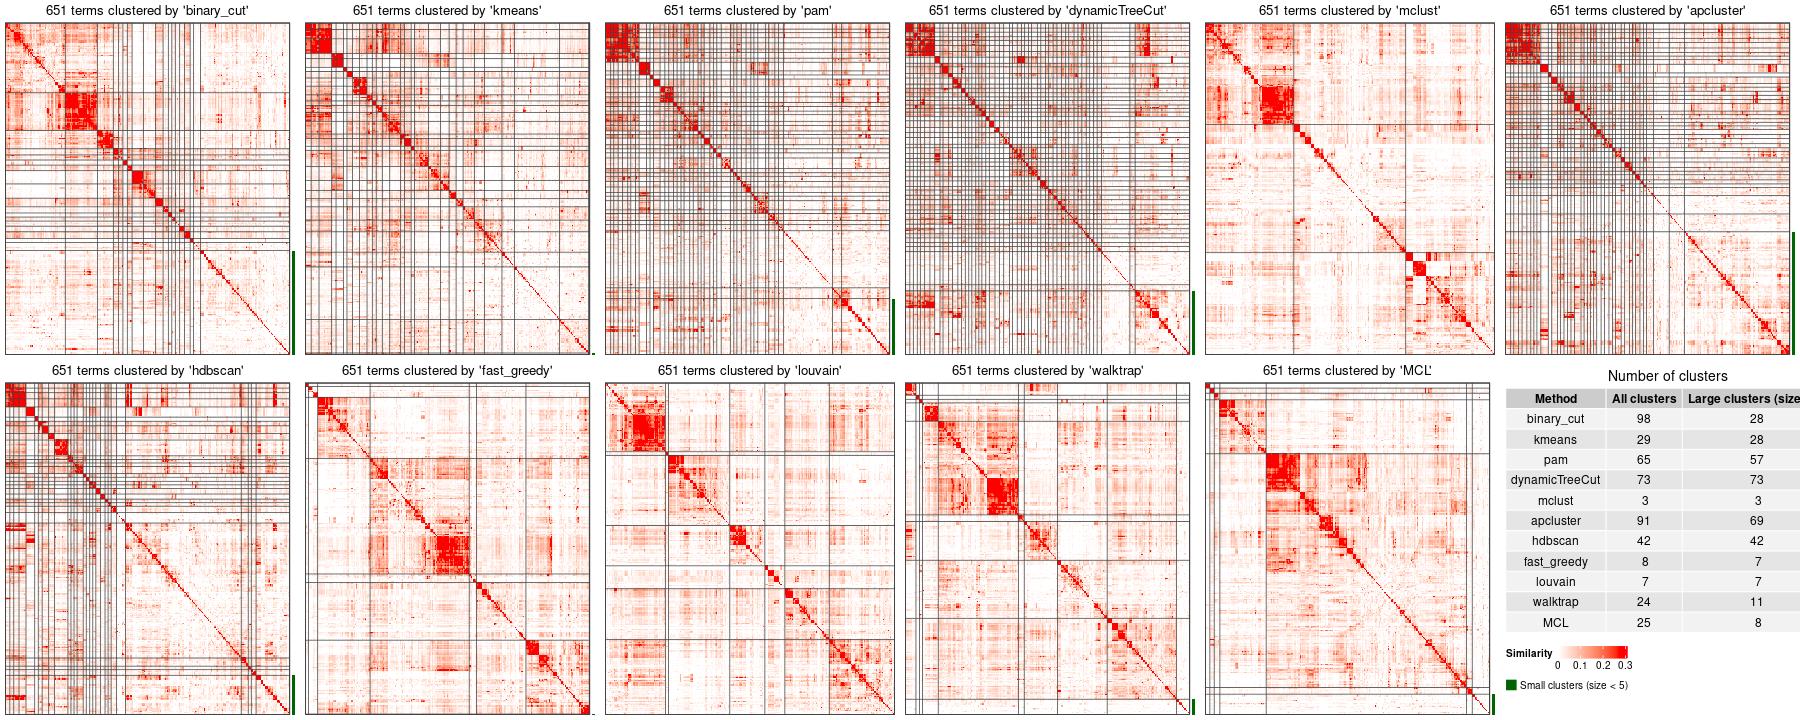 651 terms clustered by 'binary_cut'
651 terms clustered by 'kmeans'
651 terms clustered by 'pam'
651 terms clustered by 'dynamicTreeCut'
651 terms clustered by 'mclust'
651 terms clustered by 'apcluster'
651 terms clustered by 'hdbscan'
651 terms clustered by 'fast_greedy'
651 terms clustered by 'louvain'
651 terms clustered by 'walktrap'
651 terms clustered by 'MCL'
Number of clusters
Method All clusters Large clusters (size
binary_cut 98 28
kmeans 29 28
pam 65 57
dynamicTreeCut 73 73
mclust 3 3
apcluster 91 69
hdbscan 42 42
fast_greedy 8 7
louvain 7 7
walktrap 24 11
MCL 25 8
Similarity
0 0.1 0.2 0.3
Small clusters (size < 5)